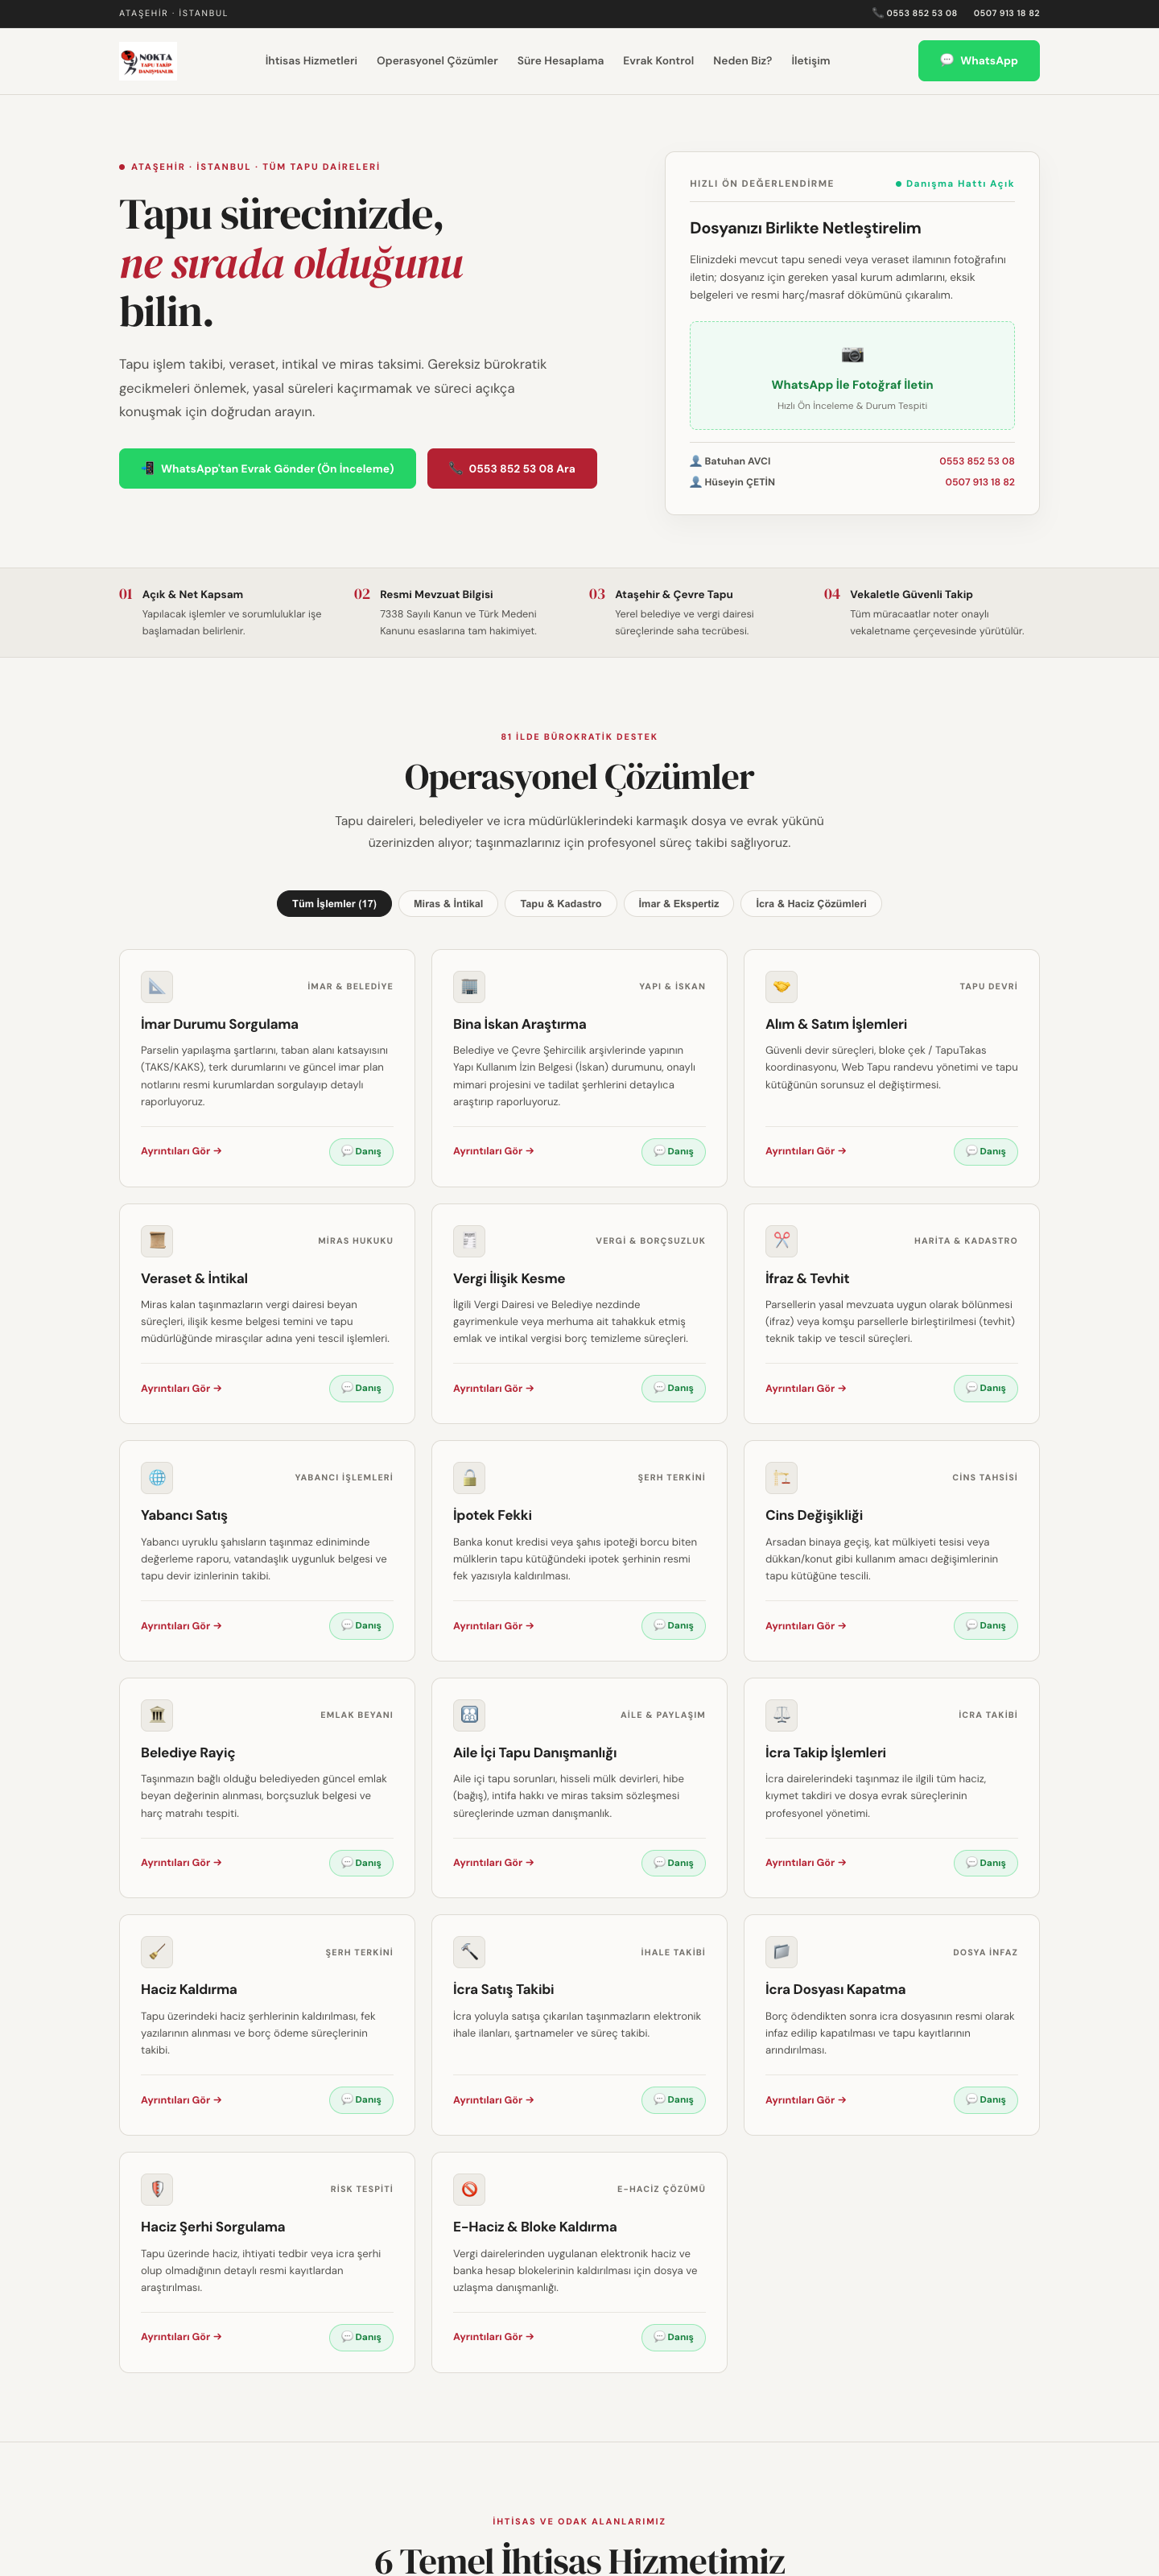 ATAŞEHİR · İSTANBUL
0553 852 53 08
0507 913 18 82
NOKTA
TAPU TAKİP
DANIŞMANLIK
İhtisas Hizmetleri
Operasyonel Çözümler
Süre Hesaplama
Evrak Kontrol
Neden Biz?
İletişim
WhatsApp
ATAŞEHİR · İSTANBUL · TÜM TAPU DAİRELERİ
Tapu sürecinizde,
ne sırada olduğunu
bilin.
Tapu işlem takibi, veraset, intikal ve miras taksimi. Gereksiz bürokratik
gecikmeleri önlemek, yasal süreleri kaçırmamak ve süreci açıkça
konuşmak için doğrudan arayın.
WhatsApp'tan Evrak Gönder (Ön İnceleme)
0553 852 53 08 Ara
HIZLI ÖN DEĞERLENDİRME
Danışma Hattı Açık
Dosyanızı Birlikte Netleştirelim
Elinizdeki mevcut tapu senedi veya veraset ilamının fotoğrafını
iletin; dosyanız için gereken yasal kurum adımlarını, eksik
belgeleri ve resmi harç/masraf dökümünü çıkaralım.
WhatsApp İle Fotoğraf İletin
Hızlı Ön İnceleme & Durum Tespiti
Batuhan AVCI
0553 852 53 08
Hüseyin ÇETİN
0507 913 18 82
01 Açık & Net Kapsam
Yapılacak işlemler ve sorumluluklar işe
başlamadan belirlenir.
02 Resmi Mevzuat Bilgisi
7338 Sayılı Kanun ve Türk Medeni
Kanunu esaslarına tam hakimiyet.
03 Ataşehir & Çevre Tapu
Yerel belediye ve vergi dairesi
süreçlerinde saha tecrübesi.
04 Vekaletle Güvenli Takip
Tüm müracaatlar noter onaylı
vekaletname çerçevesinde yürütülür.
81 İLDE BÜROKRATİK DESTEK
Operasyonel Çözümler
Tapu daireleri, belediyeler ve icra müdürlüklerindeki karmaşık dosya ve evrak yükünü
üzerinizden alıyor; taşınmazlarınız için profesyonel süreç takibi sağlıyoruz.
Tüm İşlemler (17)
Miras & İntikal
Tapu & Kadastro
İmar & Ekspertiz
İcra & Haciz Çözümleri
İMAR & BELEDİYE
İmar Durumu Sorgulama
Parselin yapılaşma şartlarını, taban alanı katsayısını
(TAKS/KAKS), terk durumlarını ve güncel imar plan
notlarını resmi kurumlardan sorgulayıp detaylı
raporluyoruz.
Ayrıntıları Gör →
Danış
YAPI & İSKAN
Bina İskan Araştırma
Belediye ve Çevre Şehircilik arşivlerinde yapının
Yapı Kullanım İzin Belgesi (İskan) durumunu, onaylı
mimari projesini ve tadilat şerhlerini detaylıca
araştırıp raporluyoruz.
Ayrıntıları Gör →
Danış
TAPU DEVRİ
Alım & Satım İşlemleri
Güvenli devir süreçleri, bloke çek / TapuTakas
koordinasyonu, Web Tapu randevu yönetimi ve tapu
kütüğünün sorunsuz el değiştirmesi.
Ayrıntıları Gör →
Danış
MİRAS HUKUKU
Veraset & İntikal
Miras kalan taşınmazların vergi dairesi beyan
süreçleri, ilişik kesme belgesi temini ve tapu
müdürlüğünde mirasçılar adına yeni tescil işlemleri.
Ayrıntıları Gör →
Danış
VERGİ & BORÇSUZLUK
Vergi İlişik Kesme
İlgili Vergi Dairesi ve Belediye nezdinde
gayrimenkule veya merhuma ait tahakkuk etmiş
emlak ve intikal vergisi borç temizleme süreçleri.
Ayrıntıları Gör →
Danış
HARİTA & KADASTRO
İfraz & Tevhit
Parsellerin yasal mevzuata uygun olarak bölünmesi
(ifraz) veya komşu parsellerle birleştirilmesi (tevhit)
teknik takip ve tescil süreçleri.
Ayrıntıları Gör →
Danış
YABANCI İŞLEMLERİ
Yabancı Satış
Yabancı uyruklu şahısların taşınmaz ediniminde
değerleme raporu, vatandaşlık uygunluk belgesi ve
tapu devir izinlerinin takibi.
Ayrıntıları Gör →
Danış
ŞERH TERKİNİ
İpotek Fekki
Banka konut kredisi veya şahıs ipoteği borcu biten
mülklerin tapu kütüğündeki ipotek şerhinin resmi
fek yazısıyla kaldırılması.
Ayrıntıları Gör →
Danış
CİNS TAHSİSİ
Cins Değişikliği
Arsadan binaya geçiş, kat mülkiyeti tesisi veya
dükkan/konut gibi kullanım amacı değişimlerinin
tapu kütüğüne tescili.
Ayrıntıları Gör →
Danış
EMLAK BEYANI
Belediye Rayiç
Taşınmazın bağlı olduğu belediyeden güncel emlak
beyan değerinin alınması, borçsuzluk belgesi ve
harç matrahı tespiti.
Ayrıntıları Gör →
Danış
AİLE & PAYLAŞIM
Aile İçi Tapu Danışmanlığı
Aile içi tapu sorunları, hisseli mülk devirleri, hibe
(bağış), intifa hakkı ve miras taksim sözleşmesi
süreçlerinde uzman danışmanlık.
Ayrıntıları Gör →
Danış
İCRA TAKİBİ
İcra Takip İşlemleri
İcra dairelerindeki taşınmaz ile ilgili tüm haciz,
kıymet takdiri ve dosya evrak süreçlerinin
profesyonel yönetimi.
Ayrıntıları Gör →
Danış
ŞERH TERKİNİ
Haciz Kaldırma
Tapu üzerindeki haciz şerhlerinin kaldırılması, fek
yazılarının alınması ve borç ödeme süreçlerinin
takibi.
Ayrıntıları Gör →
Danış
İHALE TAKİBİ
İcra Satış Takibi
İcra yoluyla satışa çıkarılan taşınmazların elektronik
ihale ilanları, şartnameler ve süreç takibi.
Ayrıntıları Gör →
Danış
DOSYA İNFAZ
İcra Dosyası Kapatma
Borç ödendikten sonra icra dosyasının resmi olarak
infaz edilip kapatılması ve tapu kayıtlarının
arındırılması.
Ayrıntıları Gör →
Danış
RİSK TESPİTİ
Haciz Şerhi Sorgulama
Tapu üzerinde haciz, ihtiyati tedbir veya icra şerhi
olup olmadığının detaylı resmi kayıtlardan
araştırılması.
Ayrıntıları Gör →
Danış
E-HACİZ ÇÖZÜMÜ
E-Haciz & Bloke Kaldırma
Vergi dairelerinden uygulanan elektronik haciz ve
banka hesap blokelerinin kaldırılması için dosya ve
uzlaşma danışmanlığı.
Ayrıntıları Gör →
Danış
İHTİSAS VE ODAK ALANLARIMIZ
6 Temel İhtisas Hizmetimiz